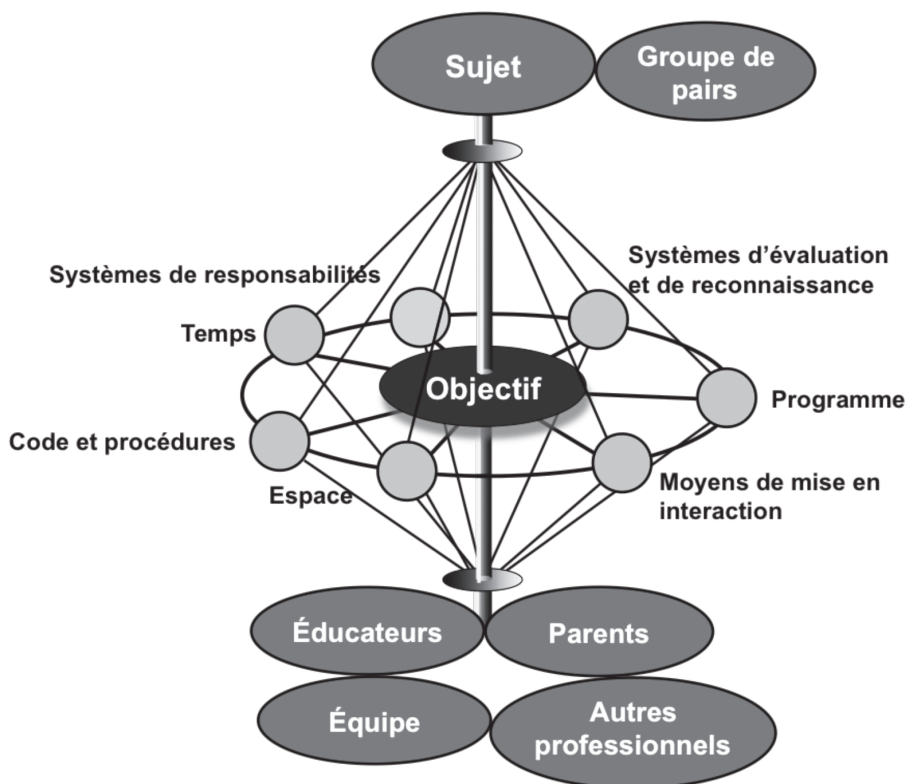 Sujet
Groupe de
pairs
Systèmes d'évaluation
et de reconnaissance
Systèmes de responsabilités
Temps
Objectif
Programme
Code et procédures
Espace
Moyens de mise en
interaction
Éducateurs
Parents
Équipe
Autres
professionnels